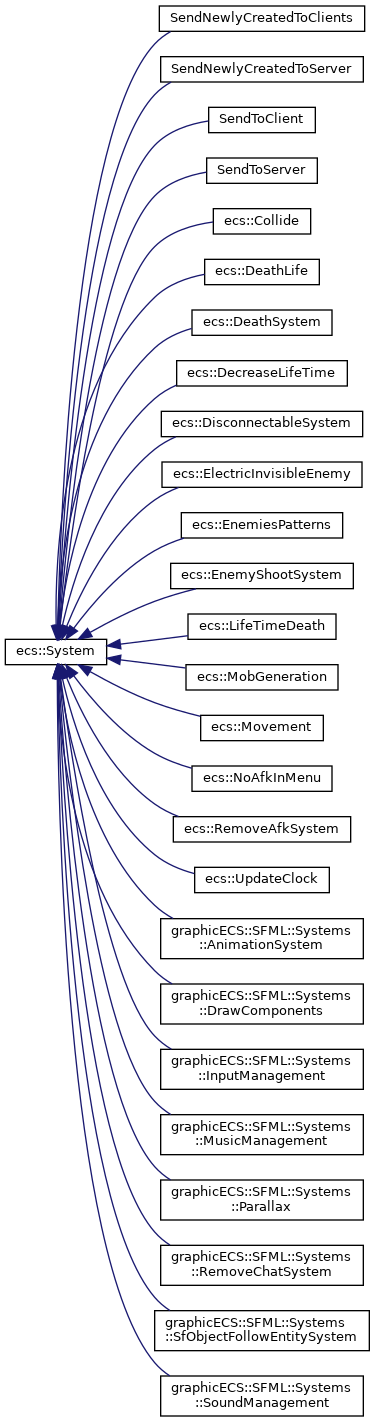 SendNewlyCreatedToClients
SendNewlyCreatedToServer
SendToClient
SendToServer
ecs::Collide
ecs::DeathLife
ecs::DeathSystem
ecs::DecreaseLifeTime
ecs::DisconnectableSystem
ecs::ElectricInvisibleEnemy
ecs::EnemiesPatterns
ecs::EnemyShootSystem
ecs::LifeTimeDeath
ecs::System
ecs::MobGeneration
ecs::Movement
ecs::NoAfkInMenu
ecs::RemoveAfkSystem
ecs::UpdateClock
graphicECS::SFML::Systems
::AnimationSystem
graphicECS::SFML::Systems
::DrawComponents
graphicECS::SFML::Systems
::InputManagement
graphicECS::SFML::Systems
::MusicManagement
graphicECS::SFML::Systems
::Parallax
graphicECS::SFML::Systems
::RemoveChatSystem
graphicECS::SFML::Systems
::SfObjectFollowEntitySystem
graphicECS::SFML::Systems
::SoundManagement